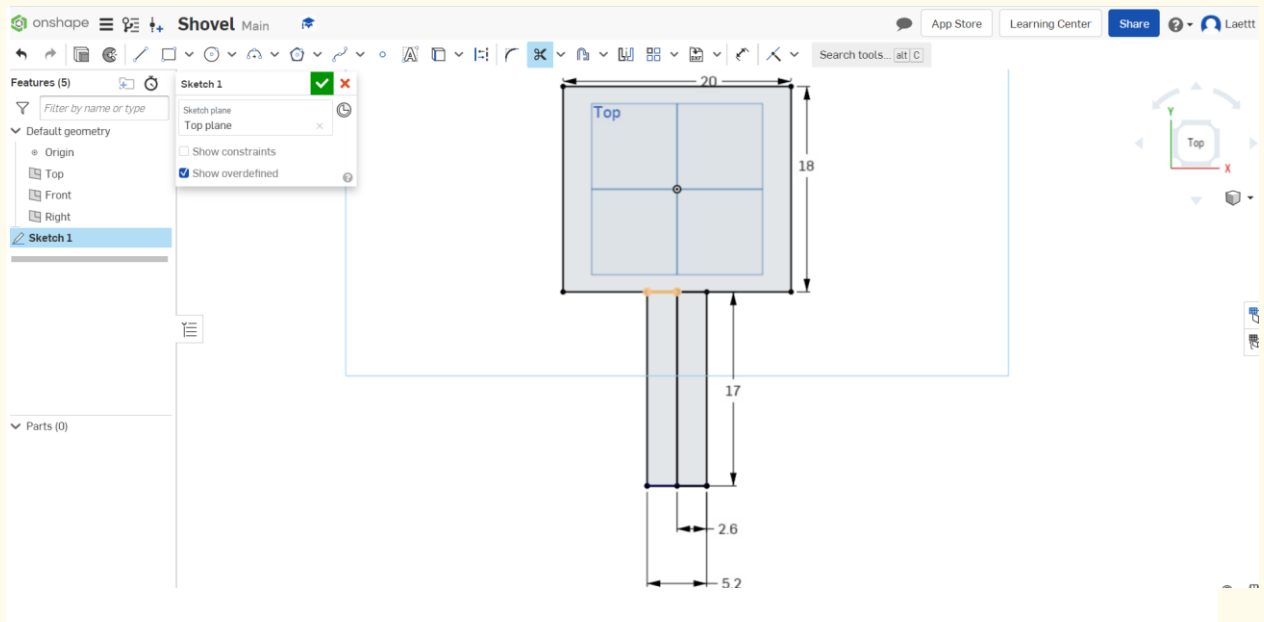 onshape Shovel Main App Store Learning Center Share Laettt
Search tools... alt C
Features (5)
Filter by name or type
Default geometry
Origin
Top
Front
Right
Sketch 1
Parts (0)
Sketch 1
Sketch plane
Top plane
Show constraints
Show overdefined
20
Top
18
17
2.6
5.2
Y
Top
X